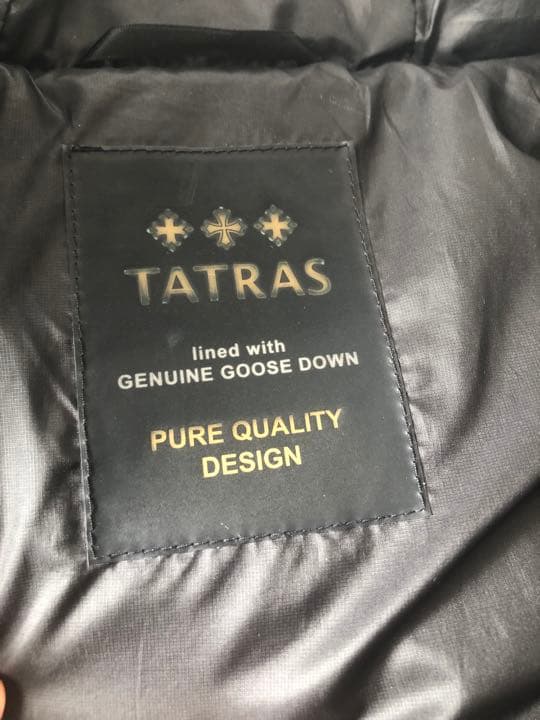 TATRAS
lined with
GENUINE GOOSE DOWN
PURE QUALITY
DESIGN